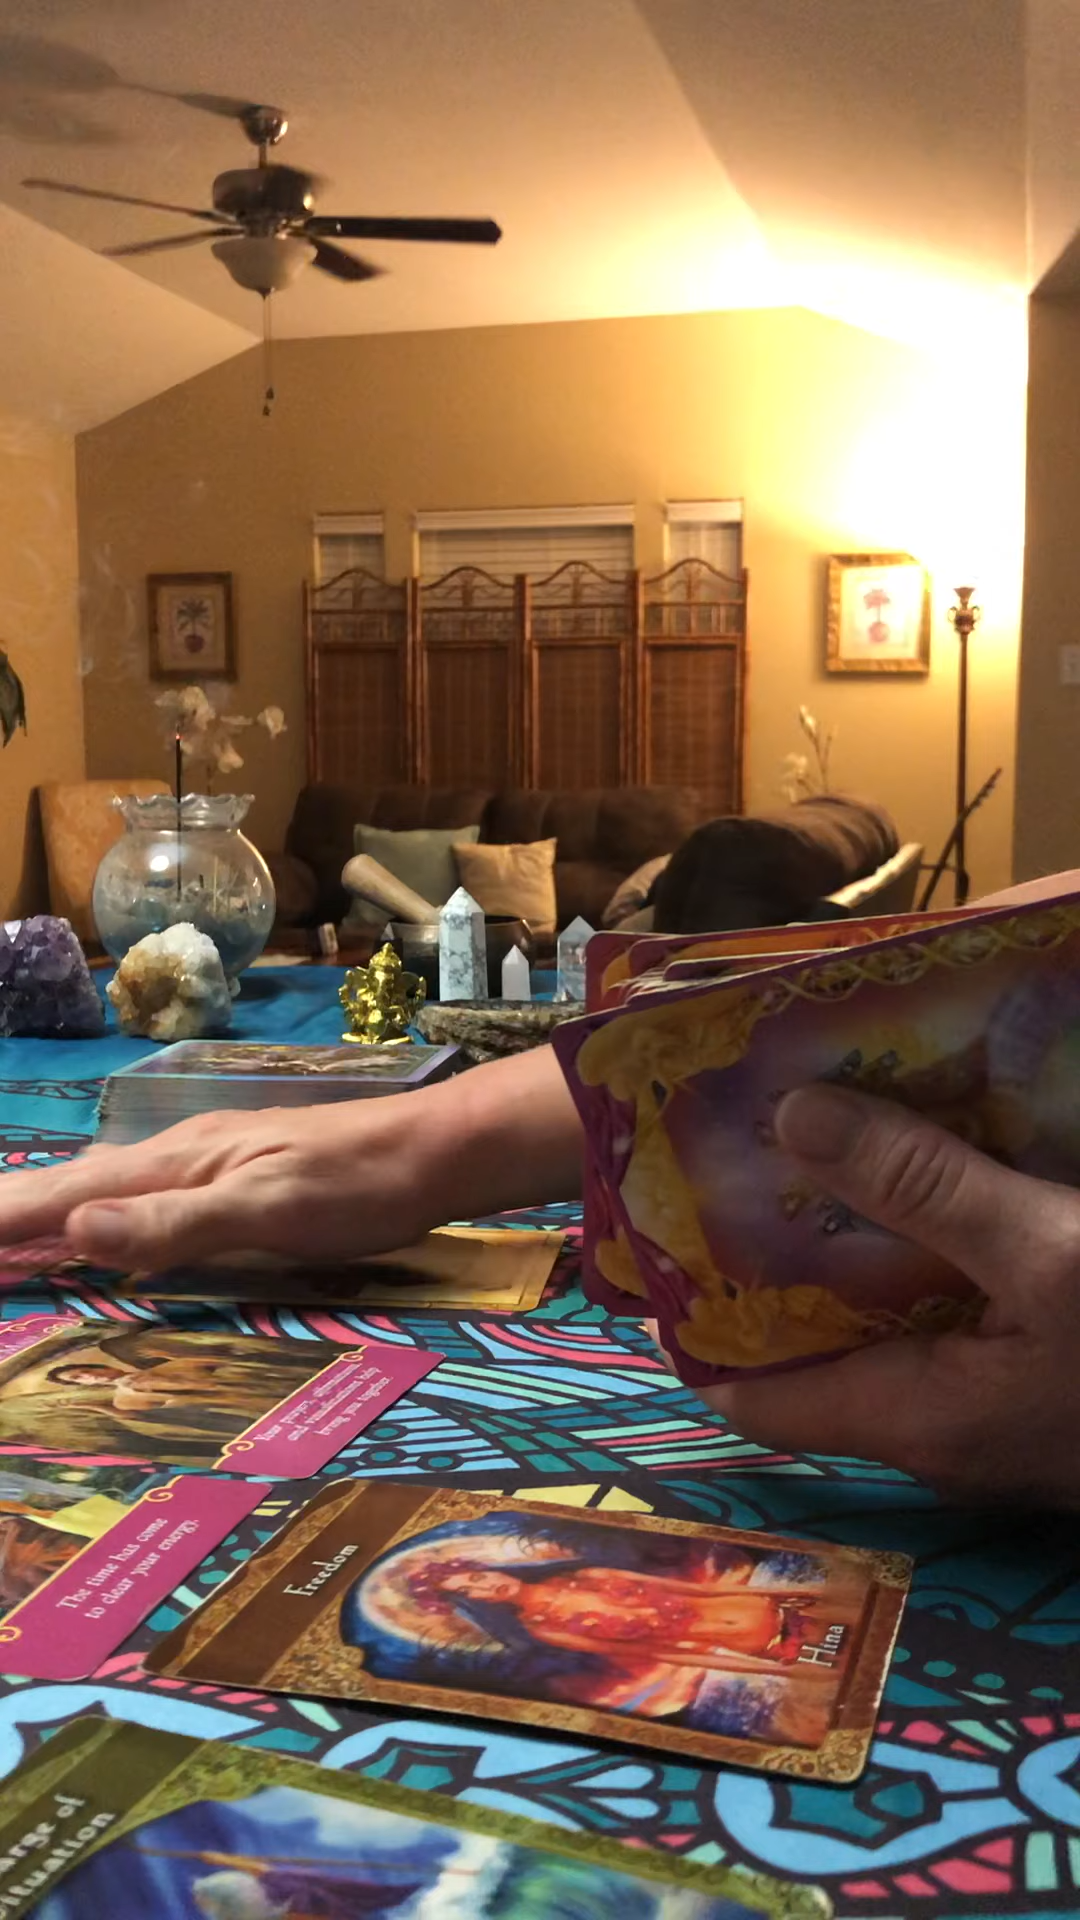 Your prayers, affirmations
and visualizations help
bring you together.
The time has come
to clear your energy.
Freedom
Hina
arge of
ituation